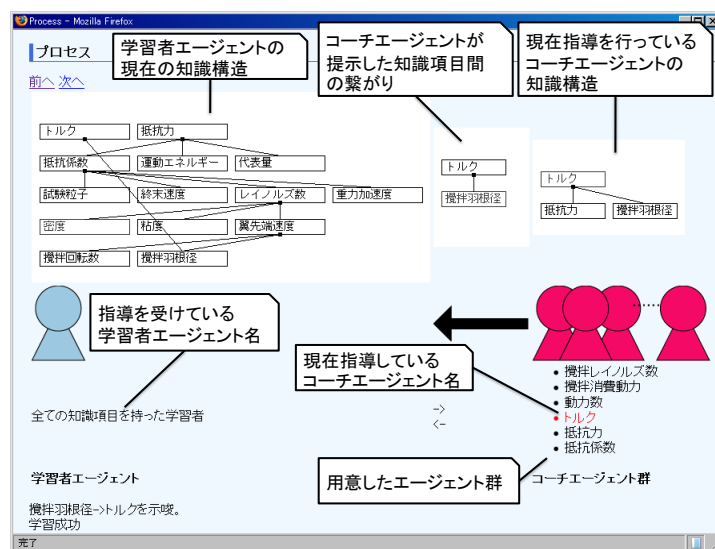 Process - Mozilla Firefox
プロセス
学習者エージェントの
現在の知識構造
コーチエージェントが
提示した知識項目間
の繋がり
現在指導を行っている
コーチエージェントの
知識構造
前へ 次へ
トルク 抵抗力
抵抗係数 運動エネルギー 代表量
試験粒子 終末速度 レイノルズ数 重力加速度
密度 粘度 翼先端速度
攪拌回転数 攪拌羽根径
トルク
攪拌羽根径
トルク
抵抗力 攪拌羽根径
指導を受けている
学習者エージェント名
現在指導している
コーチエージェント名
・・・・・・
• 攪拌レイノルズ数
• 攪拌消費動力
• 動力数
• トルク
• 抵抗力
• 抵抗係数
全ての知識項目を持った学習者
->
<-
用意したエージェント群
学習者エージェント
コーチエージェント群
攪拌羽根径->トルクを示唆。
学習成功
完了